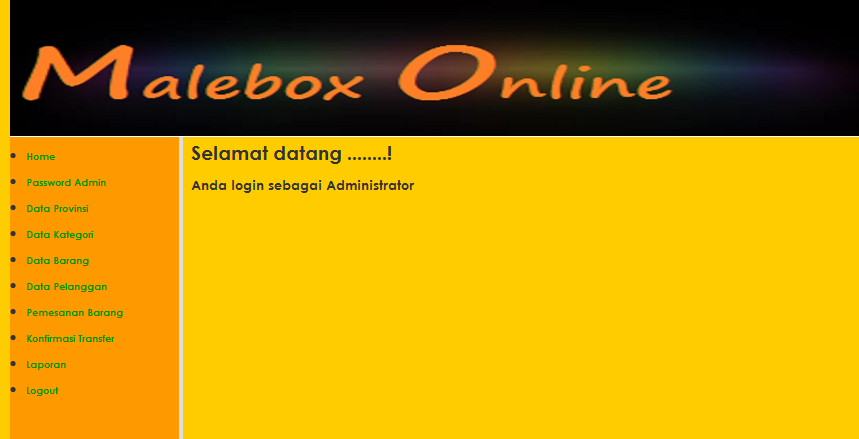 Malebox Online
Home
Password Admin
Data Provinsi
Data Kategori
Data Barang
Data Pelanggan
Pemesanan Barang
Konfirmasi Transfer
Laporan
Logout
Selamat datang ........!
Anda login sebagai Administrator